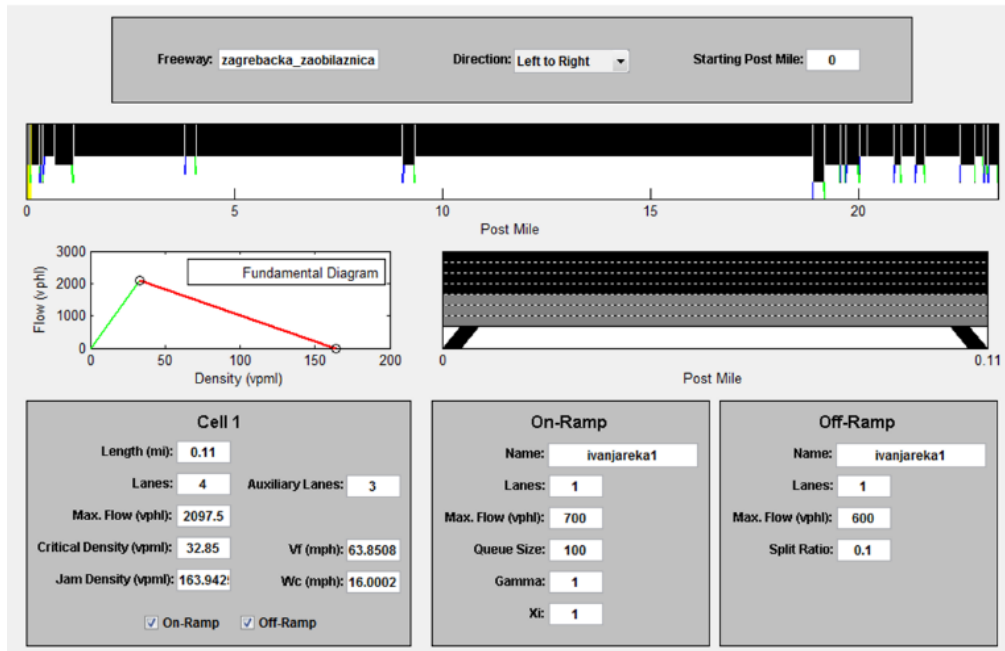 Freeway: zagrebacka_zaobilaznica Direction: Left to Right Starting Post Mile: 0
0 5 10 15 20
Post Mile
3000
2000
1000
0
Flow (vphl)
Fundamental Diagram
0 50 100 150 200
Density (vpml)
0 0.11
Post Mile
Cell 1
Length (mi): 0.11
Lanes: 4 Auxiliary Lanes: 3
Max. Flow (vphl): 2097.5
Critical Density (vpml): 32.85 Vf (mph): 63.8508
Jam Density (vpml): 163.942 Wc (mph): 16.0002
On-Ramp Off-Ramp
On-Ramp
Name: ivanjareka1
Lanes: 1
Max. Flow (vphl): 700
Queue Size: 100
Gamma: 1
Xi: 1
Off-Ramp
Name: ivanjareka1
Lanes: 1
Max. Flow (vphl): 600
Split Ratio: 0.1